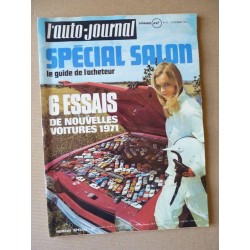 l'auto-journal
SPÉCIAL SALON
le guide de l'acheteur
6 ESSAIS
DE NOUVELLES
VOITURES 1971